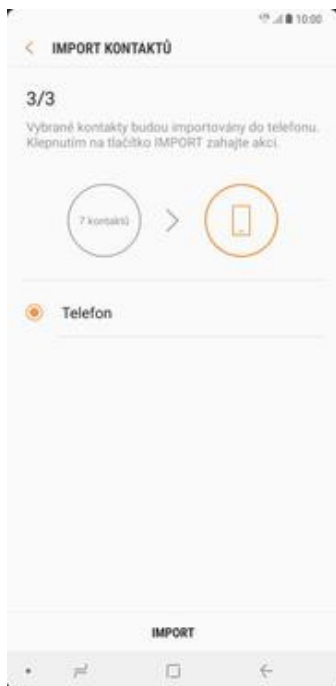 10:00
IMPORT KONTAKTŮ
3/3
Vybrané kontakty budou importovány do telefonu.
Klepnutím na tlačítko IMPORT zahajte akci.
7 kontaktů
Telefon
IMPORT